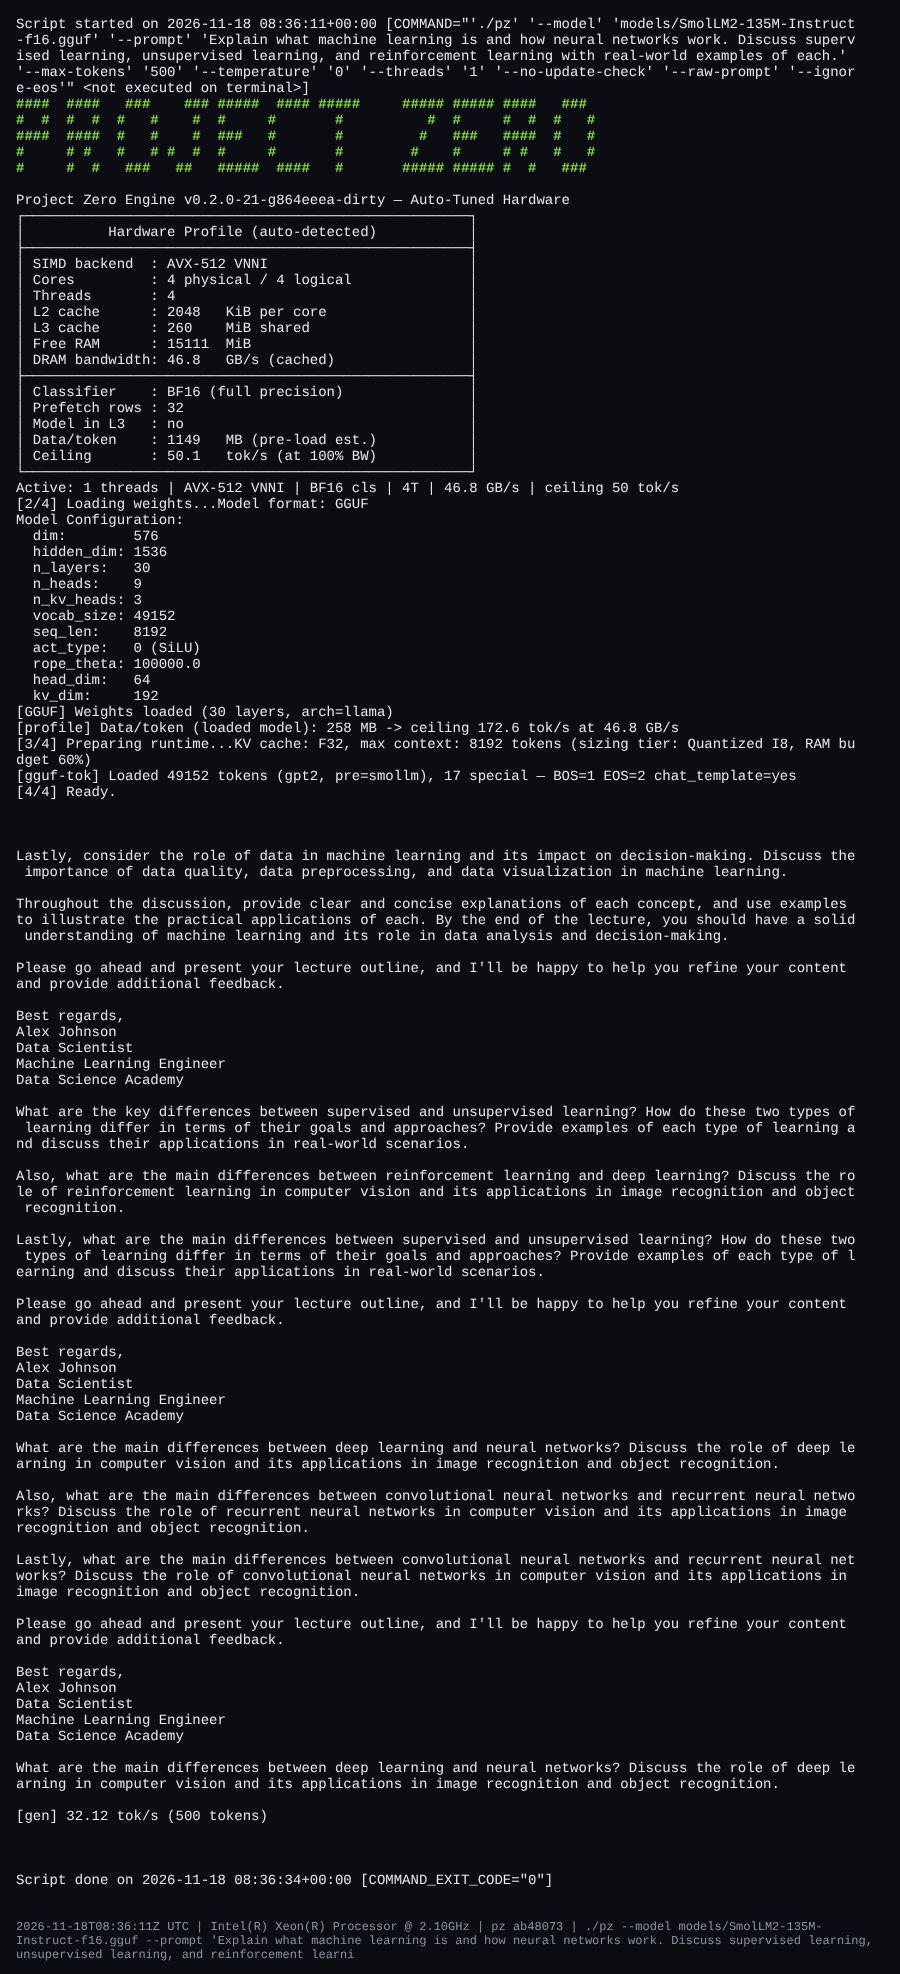 Script started on 2026-11-18 08:36:11+00:00 [COMMAND="'./pz' '--model' 'models/SmolLM2-135M-Instruct
-f16.gguf' '--prompt' 'Explain what machine learning is and how neural networks work. Discuss superv
ised learning, unsupervised learning, and reinforcement learning with real-world examples of each.'
'--max-tokens' '500' '--temperature' '0' '--threads' '1' '--no-update-check' '--raw-prompt' '--ignor
e-eos'" <not executed on terminal>]
PROJECT ZERO
Project Zero Engine v0.2.0-21-g864eeea-dirty — Auto-Tuned Hardware
Hardware Profile (auto-detected)
SIMD backend : AVX-512 VNNI
Cores : 4 physical / 4 logical
Threads : 4
L2 cache : 2048 KiB per core
L3 cache : 260 MiB shared
Free RAM : 15111 MiB
DRAM bandwidth: 46.8 GB/s (cached)
Classifier : BF16 (full precision)
Prefetch rows : 32
Model in L3 : no
Data/token : 1149 MB (pre-load est.)
Ceiling : 50.1 tok/s (at 100% BW)
Active: 1 threads | AVX-512 VNNI | BF16 cls | 4T | 46.8 GB/s | ceiling 50 tok/s
[2/4] Loading weights...Model format: GGUF
Model Configuration:
dim: 576
hidden_dim: 1536
n_layers: 30
n_heads: 9
n_kv_heads: 3
vocab_size: 49152
seq_len: 8192
act_type: 0 (SiLU)
rope_theta: 100000.0
head_dim: 64
kv_dim: 192
[GGUF] Weights loaded (30 layers, arch=llama)
[profile] Data/token (loaded model): 258 MB -> ceiling 172.6 tok/s at 46.8 GB/s
[3/4] Preparing runtime...KV cache: F32, max context: 8192 tokens (sizing tier: Quantized I8, RAM bu
dget 60%)
[gguf-tok] Loaded 49152 tokens (gpt2, pre=smollm), 17 special — BOS=1 EOS=2 chat_template=yes
[4/4] Ready.
Lastly, consider the role of data in machine learning and its impact on decision-making. Discuss the
importance of data quality, data preprocessing, and data visualization in machine learning.
Throughout the discussion, provide clear and concise explanations of each concept, and use examples
to illustrate the practical applications of each. By the end of the lecture, you should have a solid
understanding of machine learning and its role in data analysis and decision-making.
Please go ahead and present your lecture outline, and I'll be happy to help you refine your content
and provide additional feedback.
Best regards,
Alex Johnson
Data Scientist
Machine Learning Engineer
Data Science Academy
What are the key differences between supervised and unsupervised learning? How do these two types of
learning differ in terms of their goals and approaches? Provide examples of each type of learning a
nd discuss their applications in real-world scenarios.
Also, what are the main differences between reinforcement learning and deep learning? Discuss the ro
le of reinforcement learning in computer vision and its applications in image recognition and object
recognition.
Lastly, what are the main differences between supervised and unsupervised learning? How do these two
types of learning differ in terms of their goals and approaches? Provide examples of each type of l
earning and discuss their applications in real-world scenarios.
Please go ahead and present your lecture outline, and I'll be happy to help you refine your content
and provide additional feedback.
Best regards,
Alex Johnson
Data Scientist
Machine Learning Engineer
Data Science Academy
What are the main differences between deep learning and neural networks? Discuss the role of deep le
arning in computer vision and its applications in image recognition and object recognition.
Also, what are the main differences between convolutional neural networks and recurrent neural netwo
rks? Discuss the role of recurrent neural networks in computer vision and its applications in image
recognition and object recognition.
Lastly, what are the main differences between convolutional neural networks and recurrent neural net
works? Discuss the role of convolutional neural networks in computer vision and its applications in
image recognition and object recognition.
Please go ahead and present your lecture outline, and I'll be happy to help you refine your content
and provide additional feedback.
Best regards,
Alex Johnson
Data Scientist
Machine Learning Engineer
Data Science Academy
What are the main differences between deep learning and neural networks? Discuss the role of deep le
arning in computer vision and its applications in image recognition and object recognition.
[gen] 32.12 tok/s (500 tokens)
Script done on 2026-11-18 08:36:34+00:00 [COMMAND_EXIT_CODE="0"]
2026-11-18T08:36:11Z UTC | Intel(R) Xeon(R) Processor @ 2.10GHz | pz ab48073 | ./pz --model models/SmolLM2-135M-
Instruct-f16.gguf --prompt 'Explain what machine learning is and how neural networks work. Discuss supervised learning,
unsupervised learning, and reinforcement learni